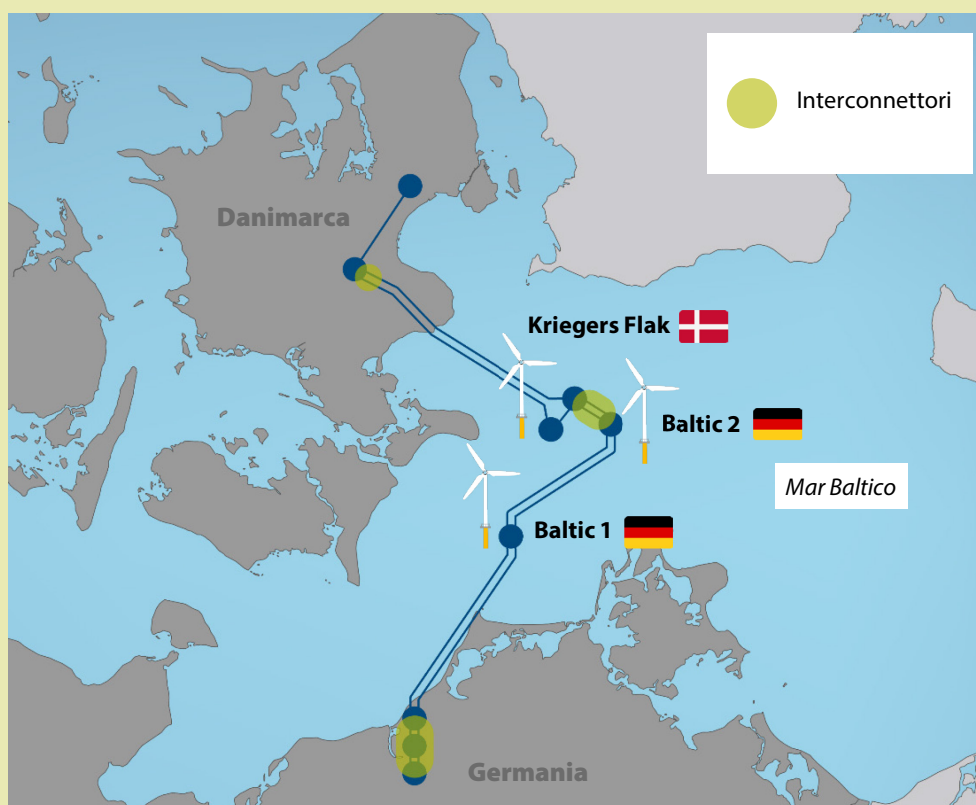 Interconnettori
Danimarca
Kriegers Flak
Baltic 2
Mar Baltico
Baltic 1
Germania